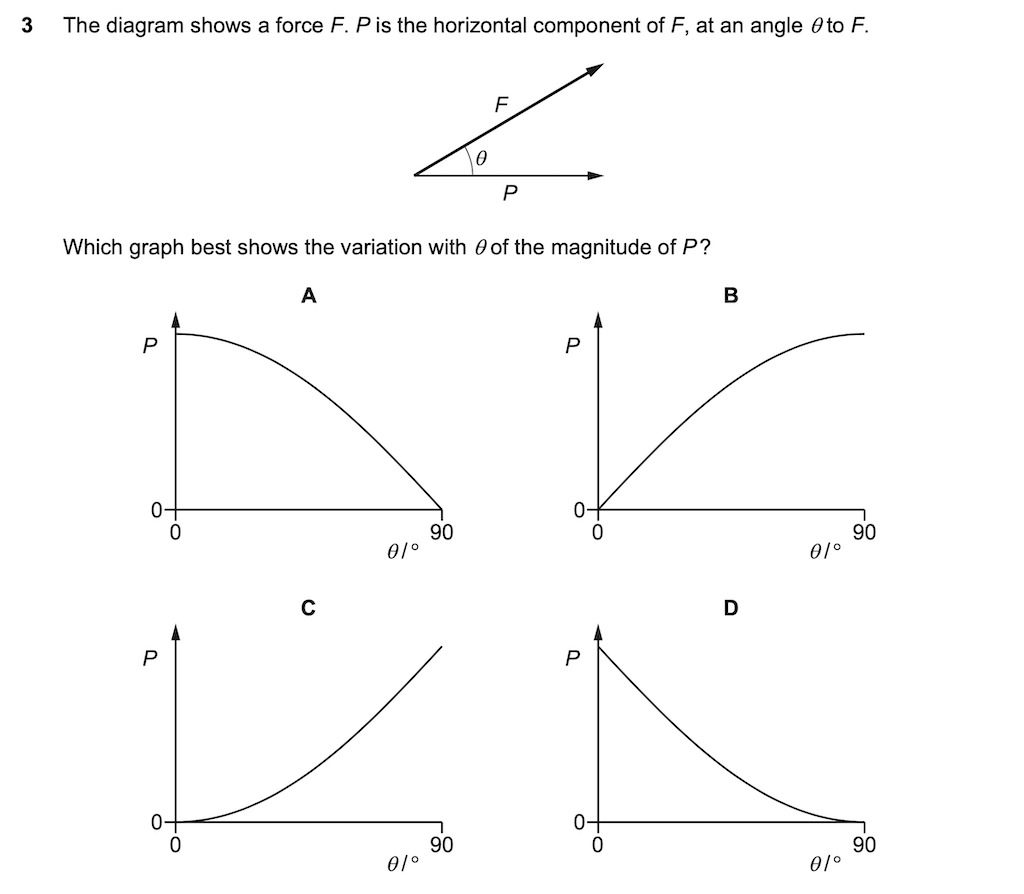 3 The diagram shows a force F. P is the horizontal component of F, at an angle θ to F.
F
θ
P
Which graph best shows the variation with θ of the magnitude of P?
A B
P P
0 0
0 90 0 90
θ/° θ/°
C D
P P
0 0
0 90 0 90
θ/° θ/°